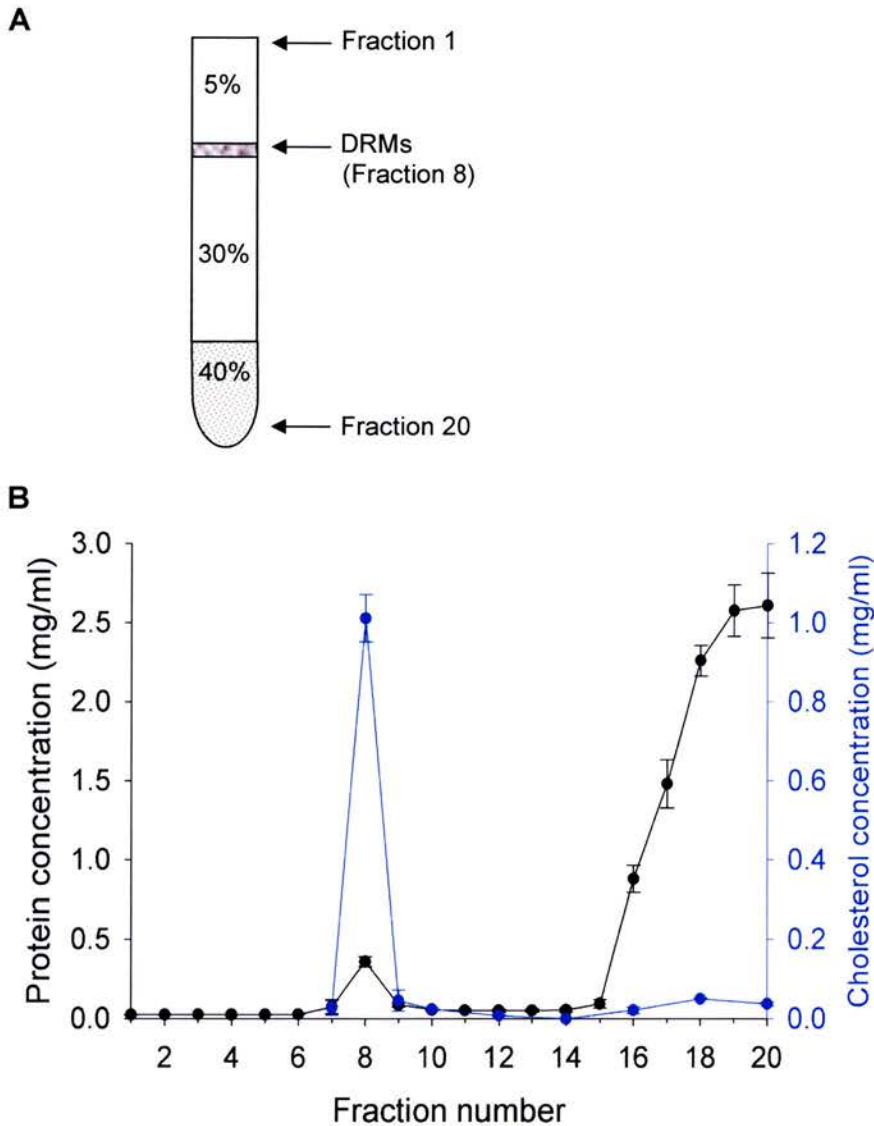 A
Fraction 1
5%
DRMs
(Fraction 8)
30%
40%
Fraction 20
B
Protein concentration (mg/ml)
3.0
2.5
2.0
1.5
1.0
0.5
0.0
Cholesterol concentration (mg/ml)
1.2
1.0
0.8
0.6
0.4
0.2
0.0
2 4 6 8 10 12 14 16 18 20
Fraction number